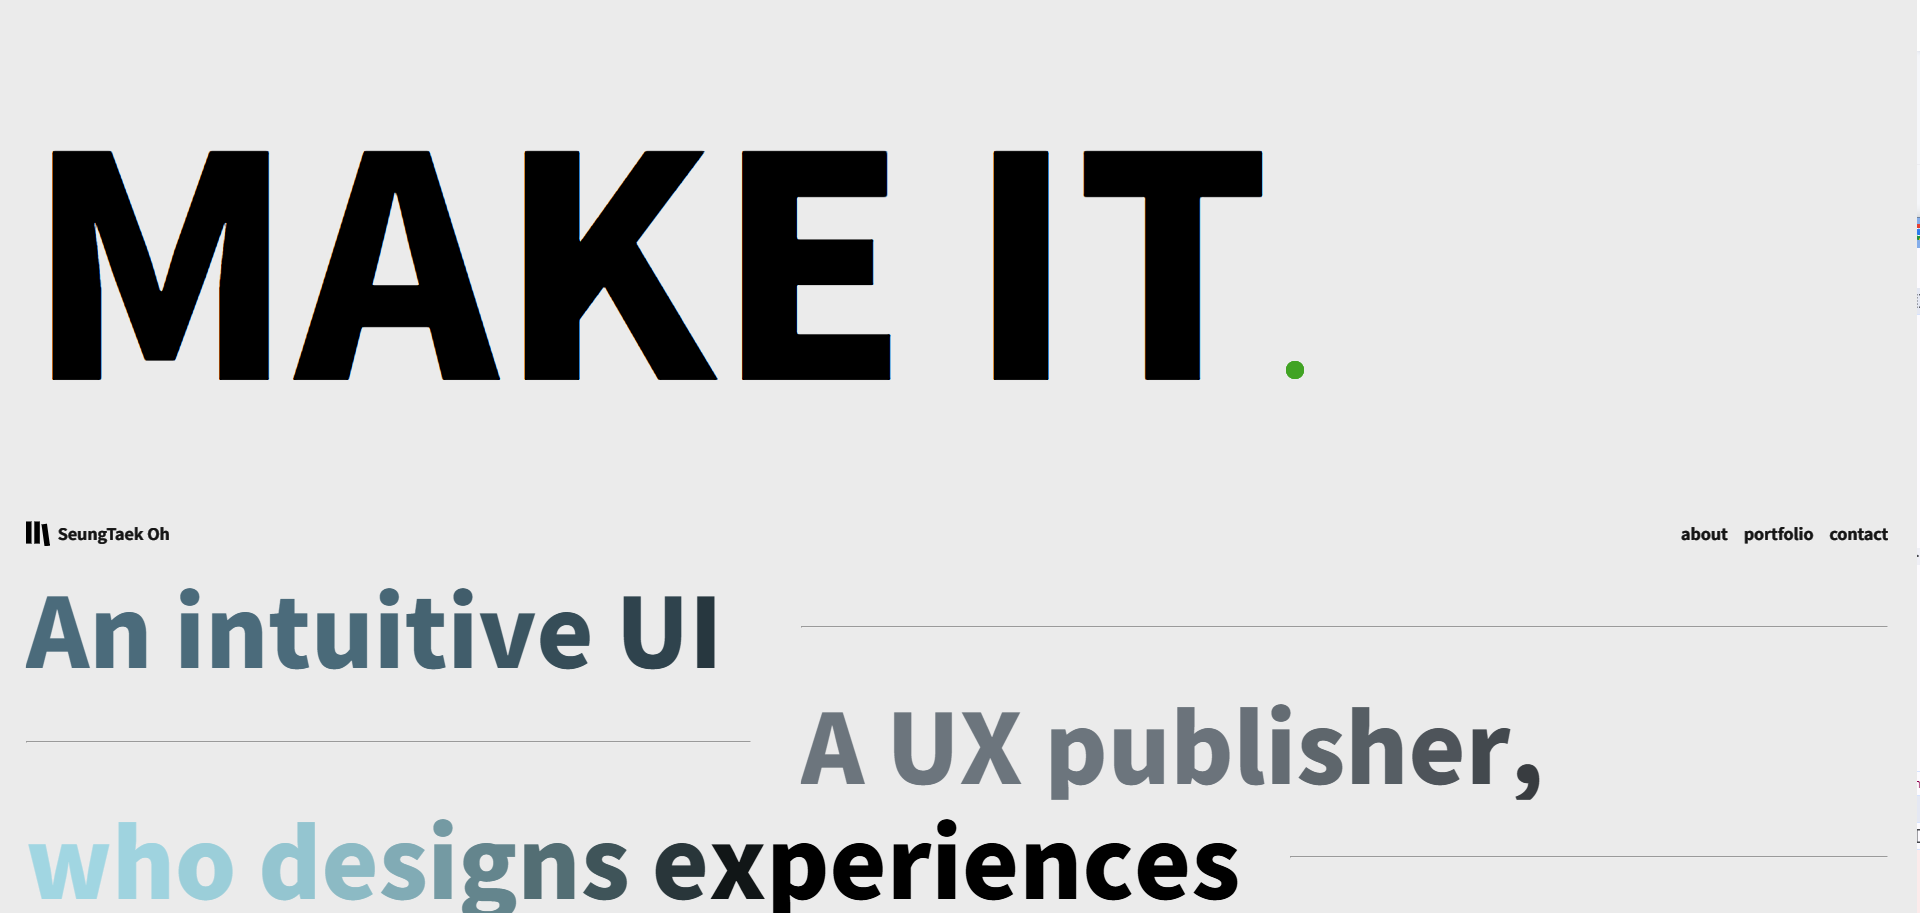 MAKE IT.
SeungTaek Oh
about portfolio contact
An intuitive UI
A UX publisher,
who designs experiences